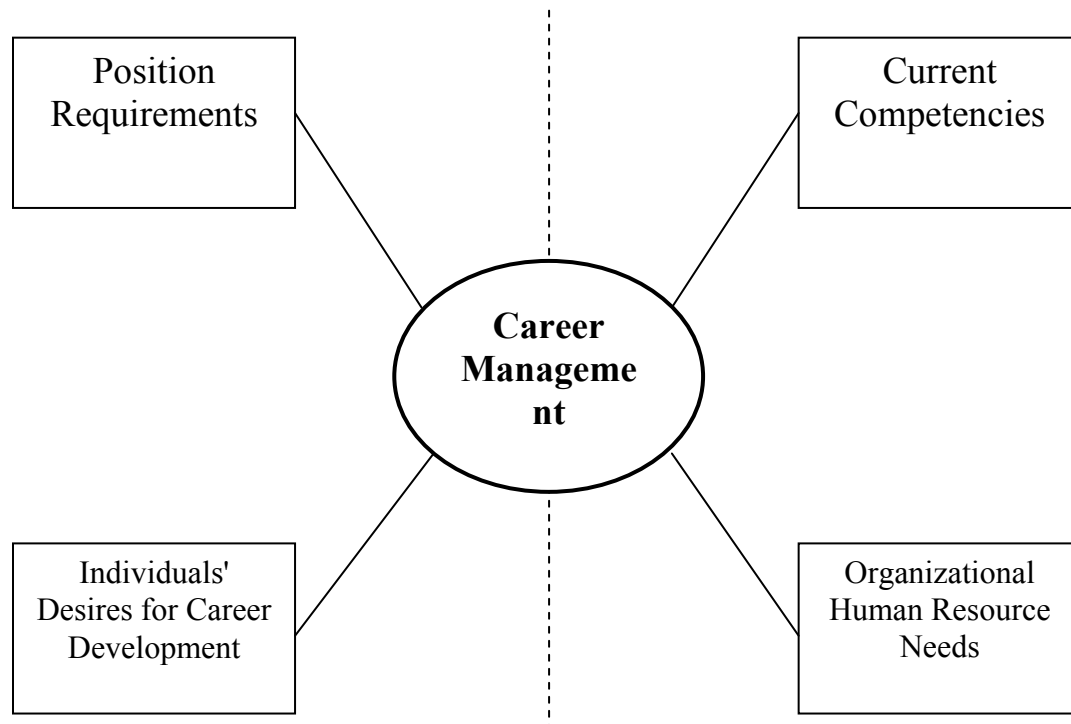 Position
Requirements
Current
Competencies
Career
Manageme
nt
Individuals'
Desires for Career
Development
Organizational
Human Resource
Needs